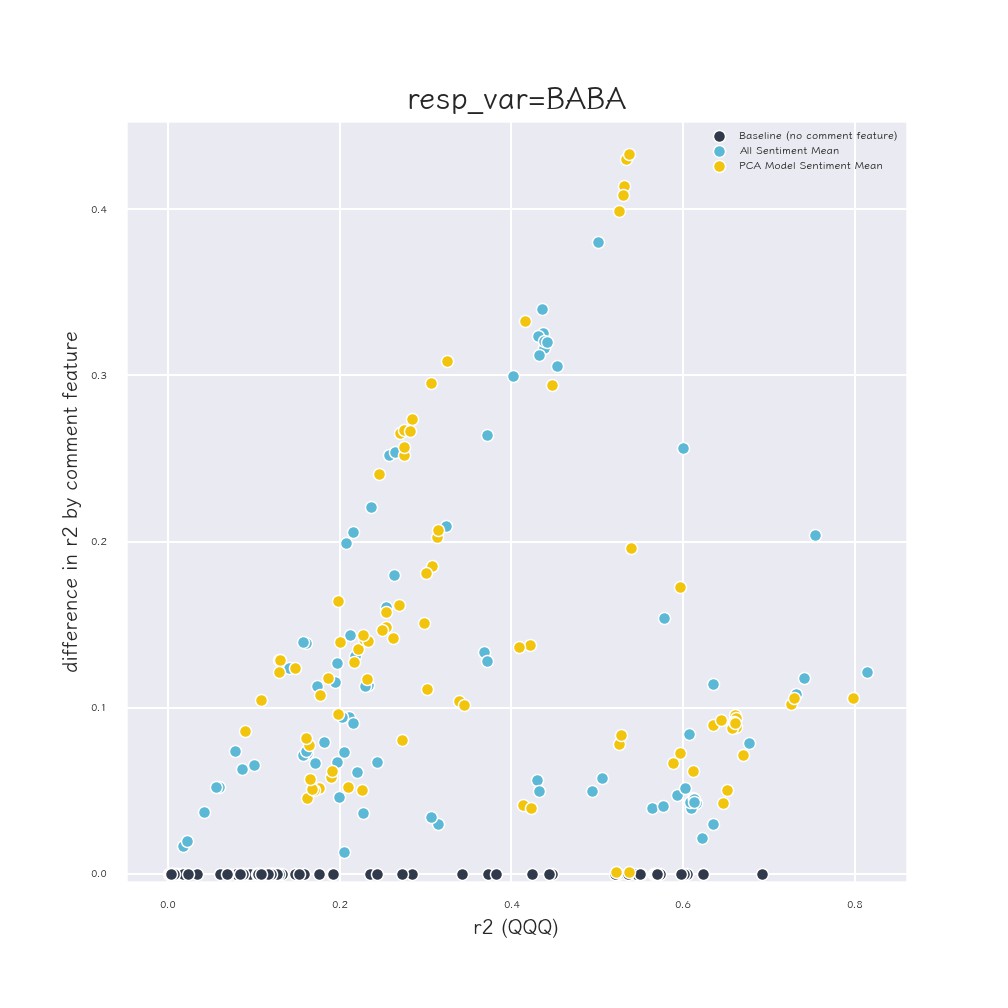 resp_var=BABA
Baseline (no comment feature)
All Sentiment Mean
PCA Model Sentiment Mean
difference in r2 by comment feature
0.4
0.3
0.2
0.1
0.0
0.0 0.2 0.4 0.6 0.8
r2 (QQQ)